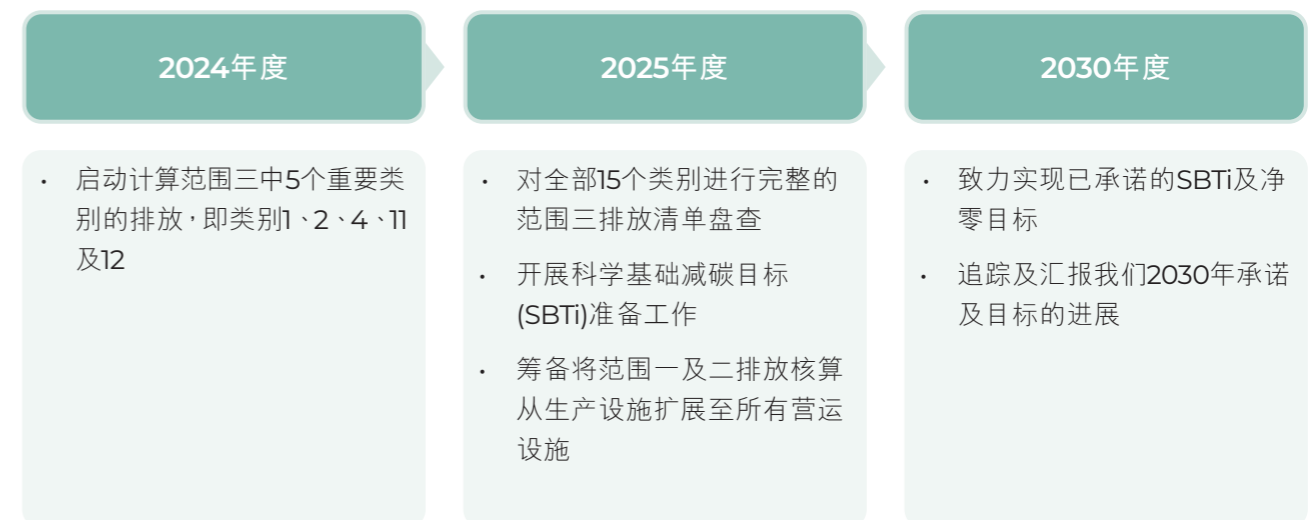 2024年度
· 启动计算范围三中5个重要类
别的排放，即类别1、2、4、11
及12
2025年度
· 对全部15个类别进行完整的
范围三排放清单盘查
· 开展科学基础减碳目标
(SBTi)准备工作
· 筹备将范围一及二排放核算
从生产设施扩展至所有营运
设施
2030年度
· 致力实现已承诺的SBTi及净
零目标
· 追踪及汇报我们2030年承诺
及目标的进展